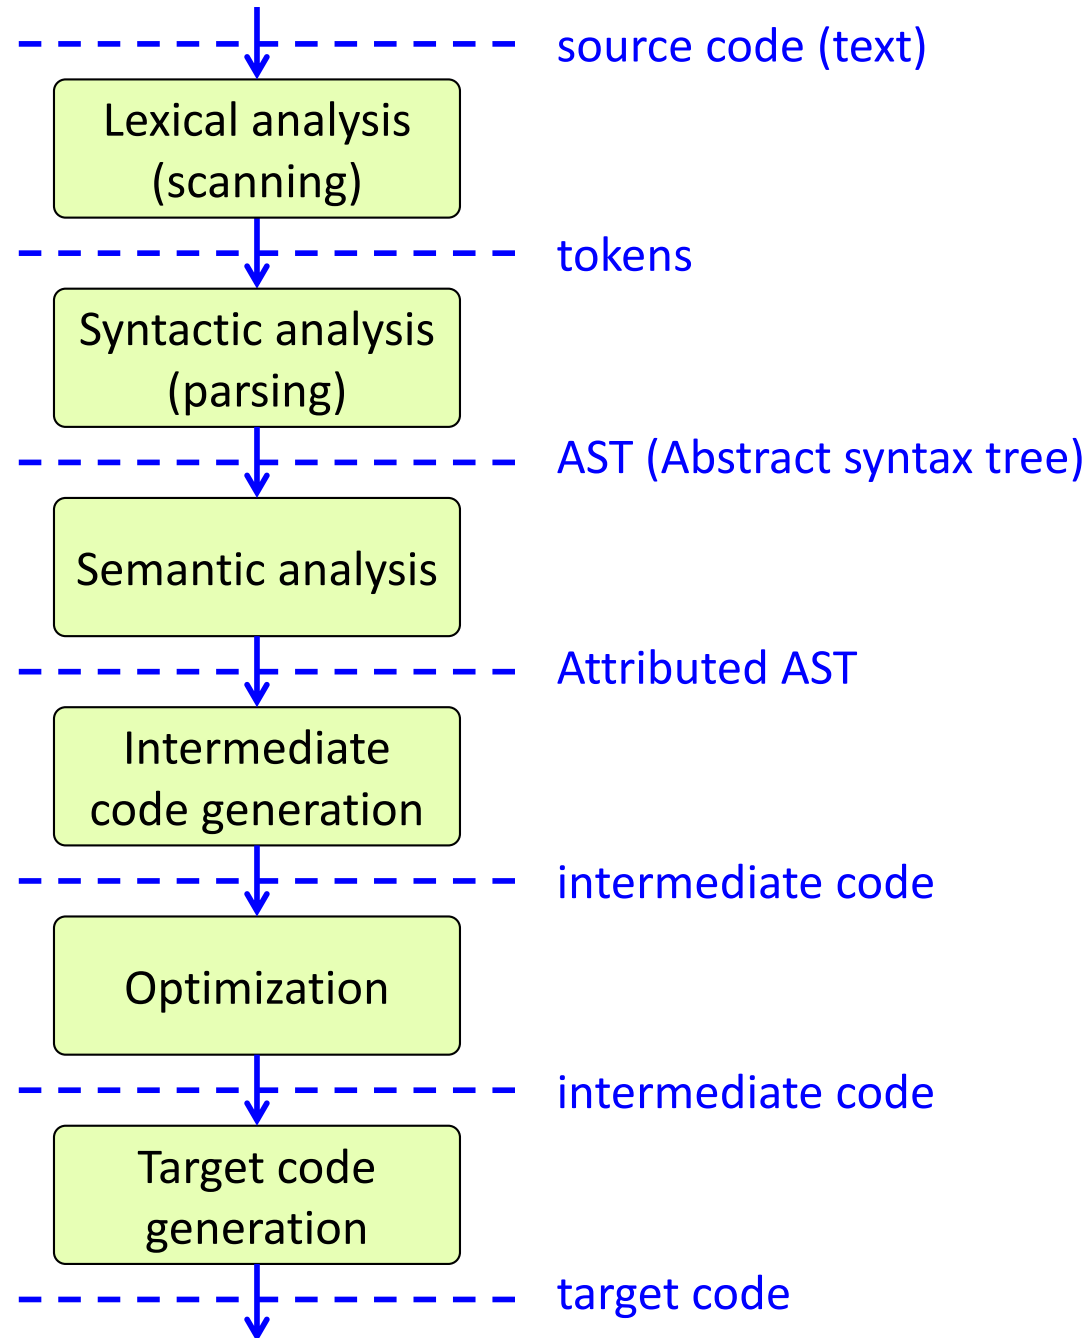 source code (text)
Lexical analysis
(scanning)
tokens
Syntactic analysis
(parsing)
AST (Abstract syntax tree)
Semantic analysis
Attributed AST
Intermediate
code generation
intermediate code
Optimization
intermediate code
Target code
generation
target code